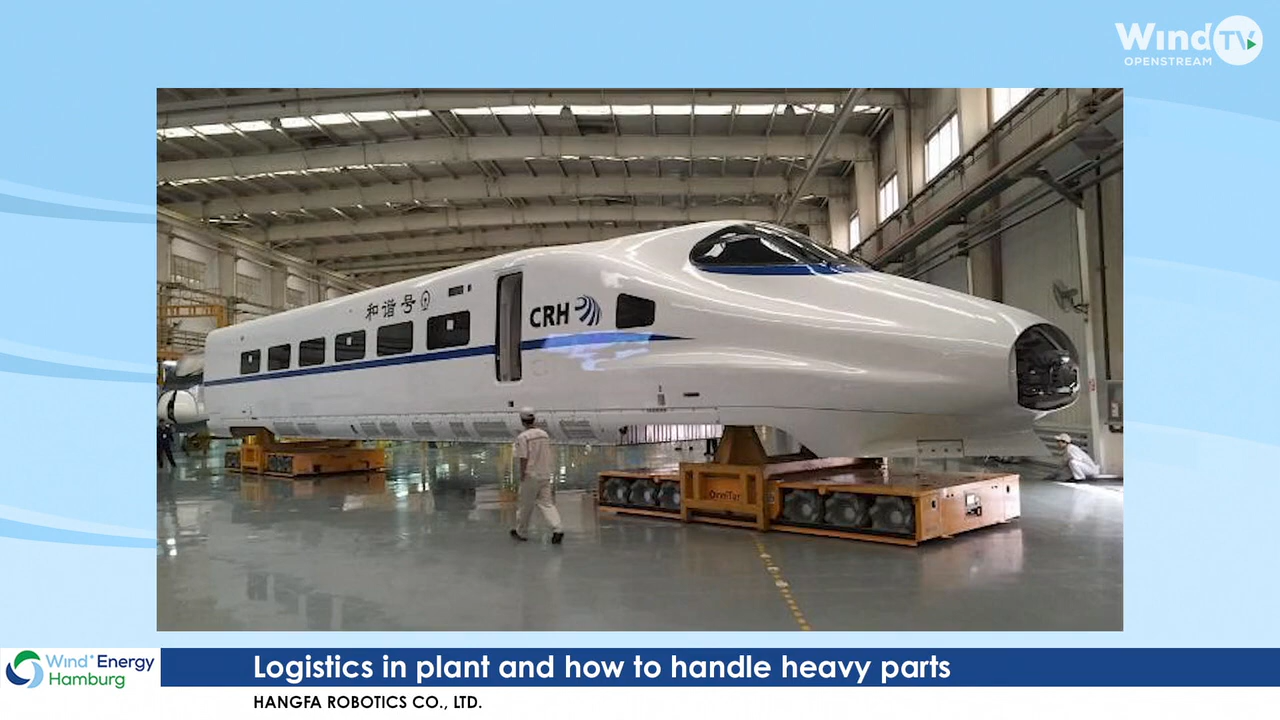 WindTV
OPENSTREAM
和谐号
CRH
OmniTar
Wind Energy
Hamburg
Logistics in plant and how to handle heavy parts
HANGFA ROBOTICS CO., LTD.